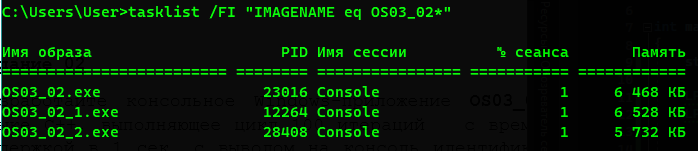 C:\Users\User>tasklist /FI "IMAGENAME eq OS03_02*"
Имя образа PID Имя сессии № сеанса Память
========================= ======== ================ =========== ============
OS03_02.exe 23016 Console 1 6 468 КБ
OS03_02_1.exe 12264 Console 1 6 528 КБ
OS03_02_2.exe 28408 Console 1 5 732 КБ